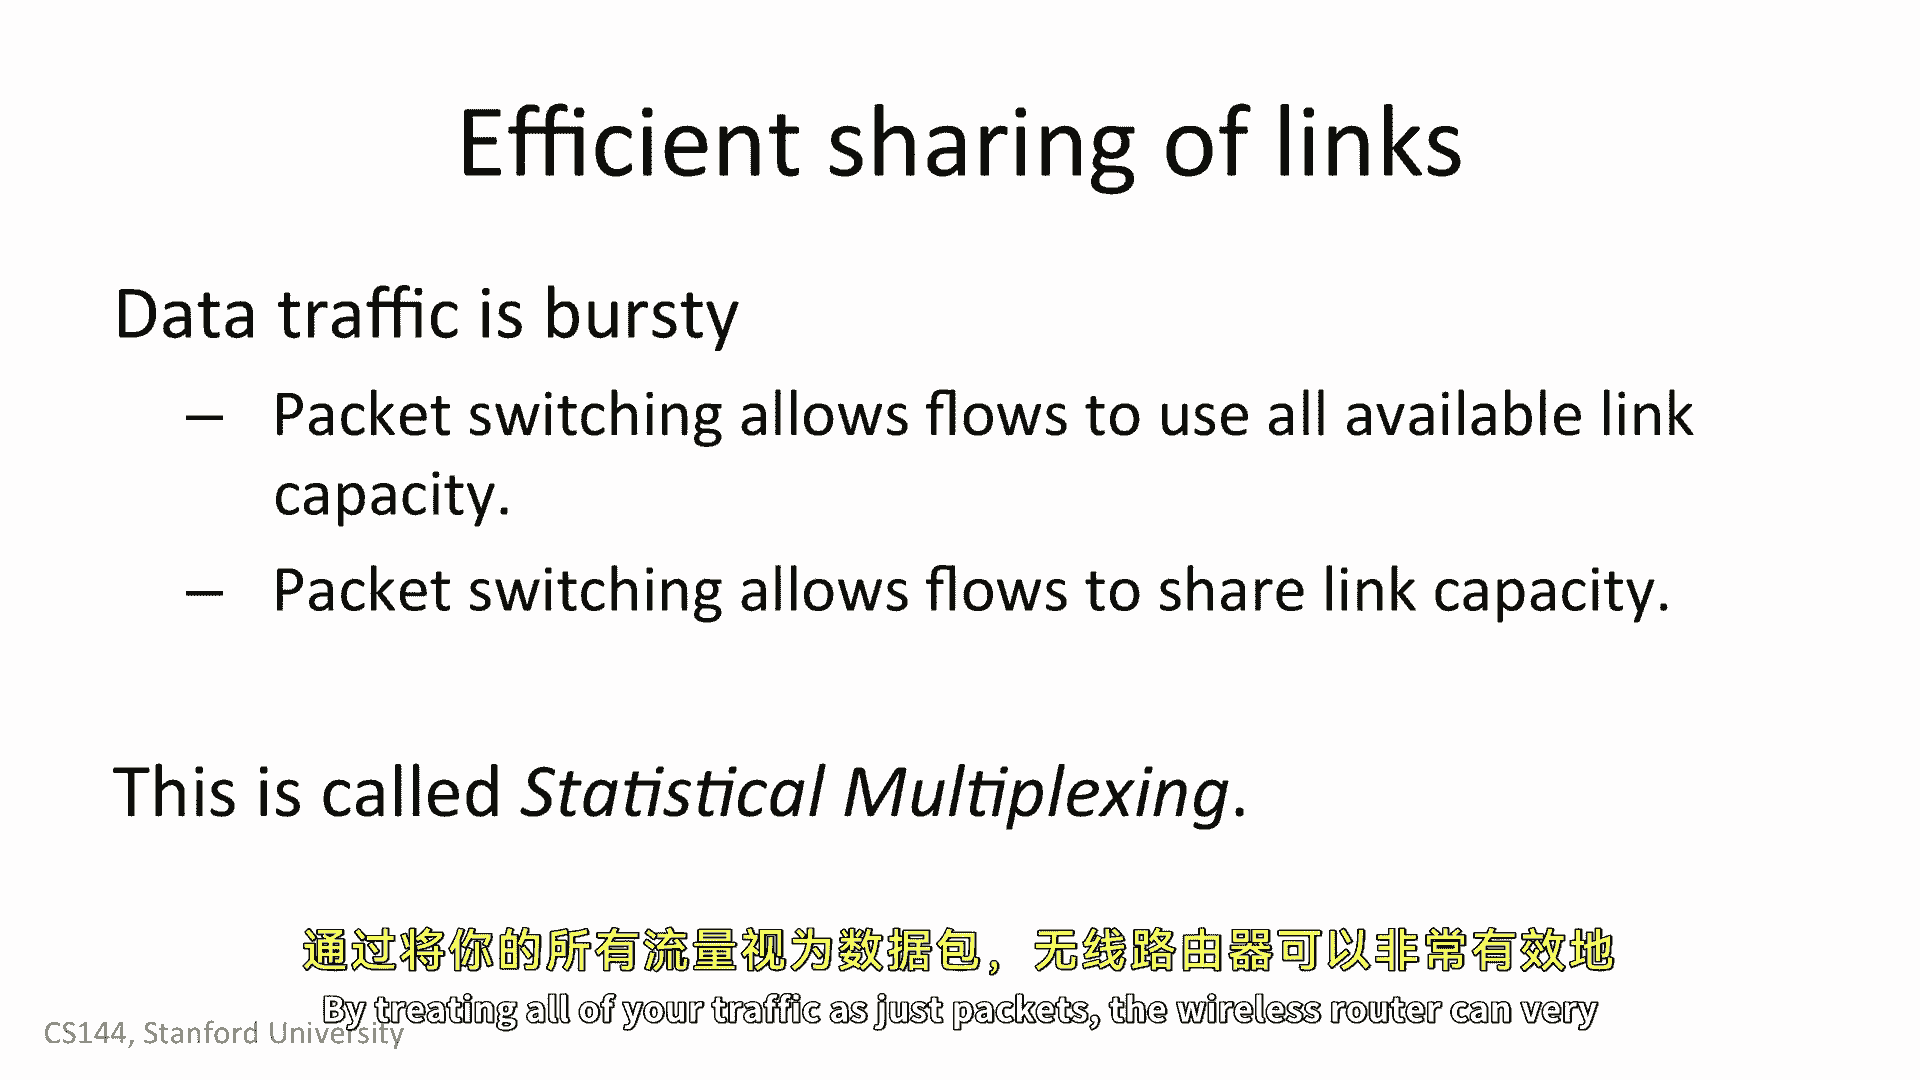 Efficient sharing of links
Data traffic is bursty
– Packet switching allows flows to use all available link
capacity.
– Packet switching allows flows to share link capacity.
This is called Statistical Multiplexing.
通过将你的所有流量视为数据包，无线路由器可以非常有效地
By treating all of your traffic as just packets, the wireless router can very
CS144, Stanford University